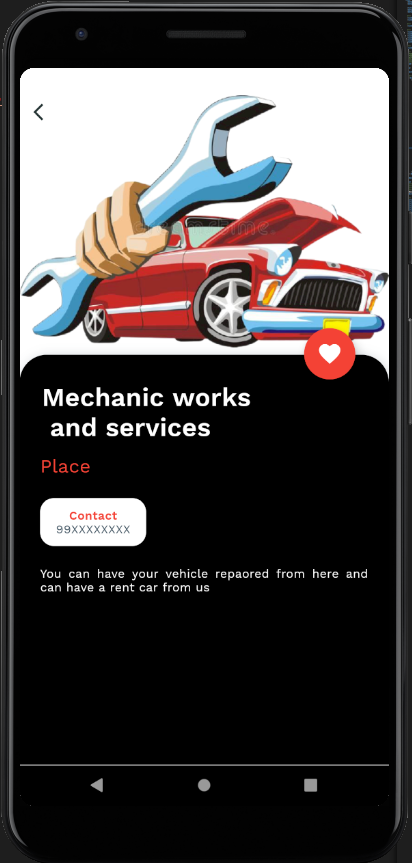 Mechanic works
and services
Place
Contact
99XXXXXXXX
You can have your vehicle repaored from here and
can have a rent car from us